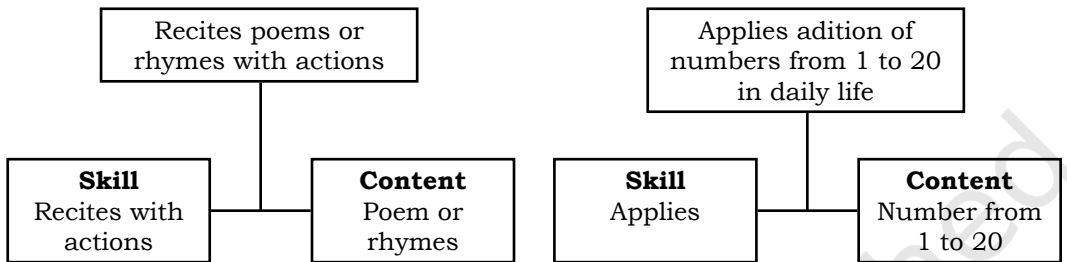 Recites poems or
rhymes with actions
Skill
Recites with
actions
Content
Poem or
rhymes
Applies adition of
numbers from 1 to 20
in daily life
Skill
Applies
Content
Number from
1 to 20